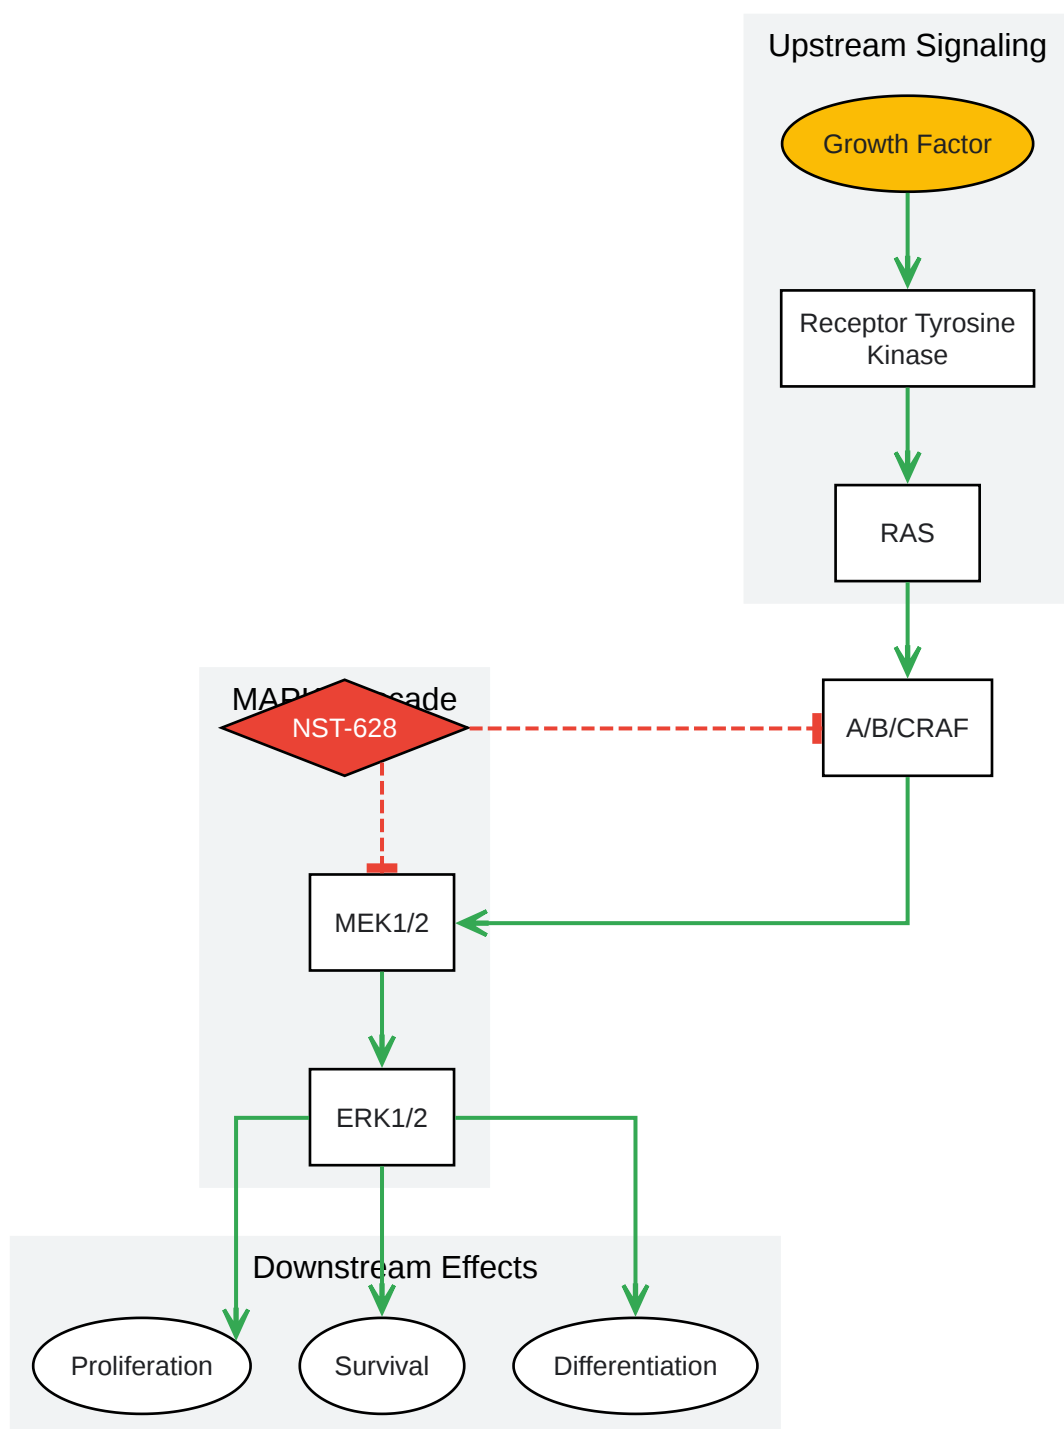 Upstream Signaling
Growth Factor
Receptor Tyrosine
Kinase
RAS
NST-628
A/B/CRAF
MEK1/2
ERK1/2
Downstream Effects
Proliferation
Survival
Differentiation